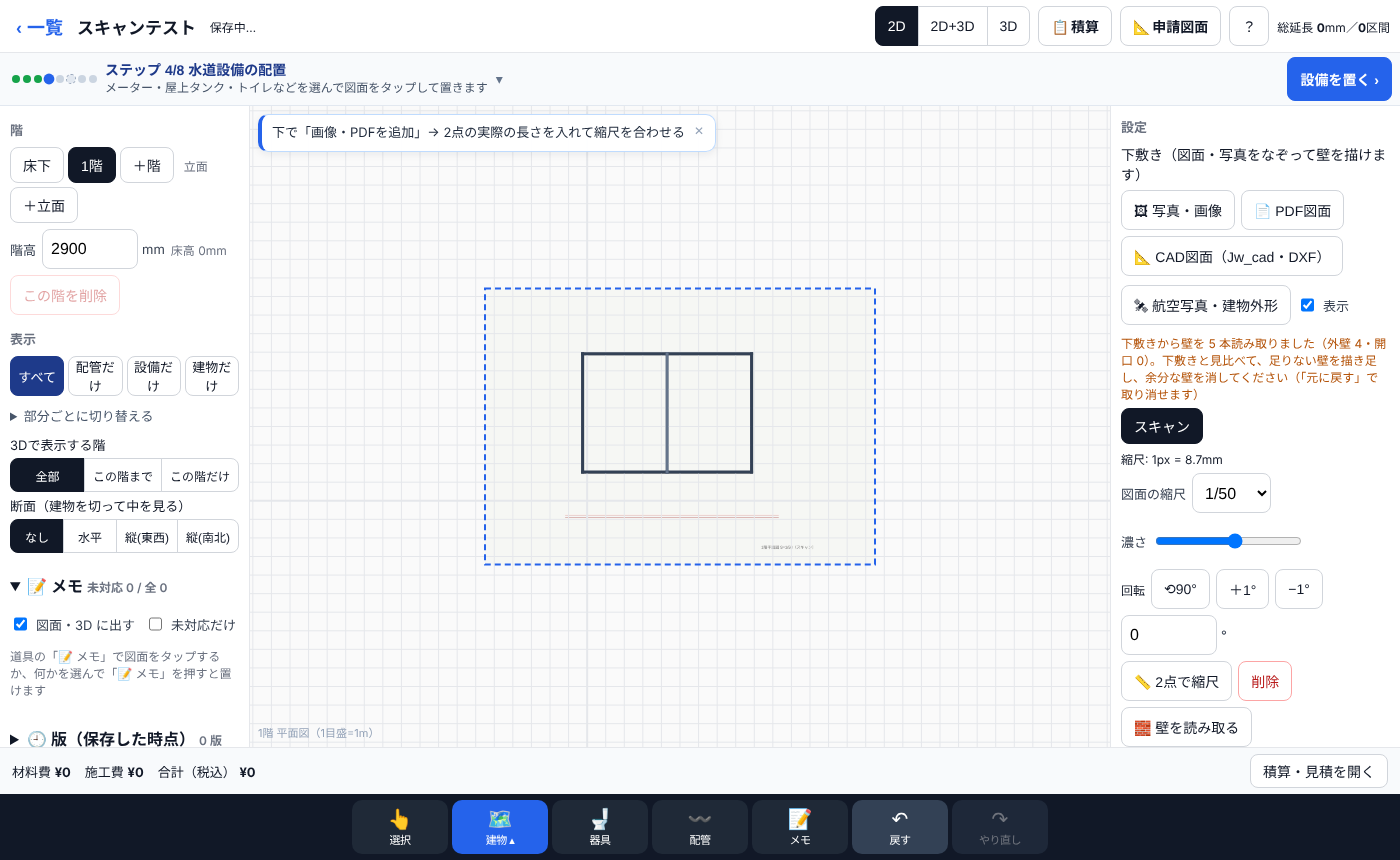 ‹ 一覧 スキャンテスト 保存中...
2D 2D+3D 3D 📋積算 📐申請図面 ? 総延長 0mm／0区間
ステップ 4/8 水道設備の配置
メーター・屋上タンク・トイレなどを選んで図面をタップして置きます ▼
設備を置く ›
階
床下 1階 ＋階 立面
＋立面
階高 2900 mm 床高 0mm
この階を削除
表示
すべて 配管だけ 設備だけ 建物だけ
▶ 部分ごとに切り替える
3Dで表示する階
全部 この階まで この階だけ
断面（建物を切って中を見る）
なし 水平 縦(東西) 縦(南北)
▼ 📝 メモ 未対応 0 / 全 0
図面・3D に出す 未対応だけ
道具の「📝 メモ」で図面をタップする
か、何かを選んで「📝 メモ」を押すと置
けます
▶ 🕘 版（保存した時点） 0 版
下で「画像・PDFを追加」→ 2点の実際の長さを入れて縮尺を合わせる ×
1階 平面図（1目盛=1m）
設定
下敷き（図面・写真をなぞって壁を描けま
す）
🖼 写真・画像 📄 PDF図面
📐 CAD図面（Jw_cad・DXF）
🛰 航空写真・建物外形 表示
下敷きから壁を 5 本読み取りました（外壁 4・開
口 0）。下敷きと見比べて、足りない壁を描き足
し、余分な壁を消してください（「元に戻す」で
取り消せます）
スキャン
縮尺: 1px = 8.7mm
図面の縮尺 1/50
濃さ
回転 ⟲90° ＋1° −1°
0 °
📏 2点で縮尺 削除
🧱 壁を読み取る
材料費 ¥0 施工費 ¥0 合計（税込） ¥0
積算・見積を開く
選択 建物▲ 器具 配管 メモ 戻す やり直し